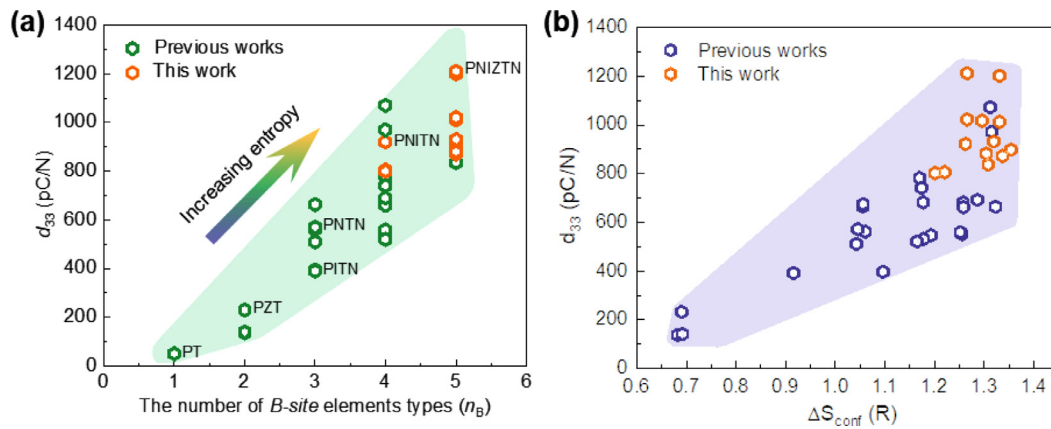 (a)
Previous works
This work
Increasing entropy
PNIZTN
PNITN
PNTN
PITN
PZT
PT
1400
1200
1000
800
600
400
200
0
d33 (pC/N)
0 1 2 3 4 5 6
The number of B-site elements types (nB)
(b)
Previous works
This work
1400
1200
1000
800
600
400
200
0
d33 (pC/N)
0.6 0.7 0.8 0.9 1.0 1.1 1.2 1.3 1.4
ΔSconf (R)